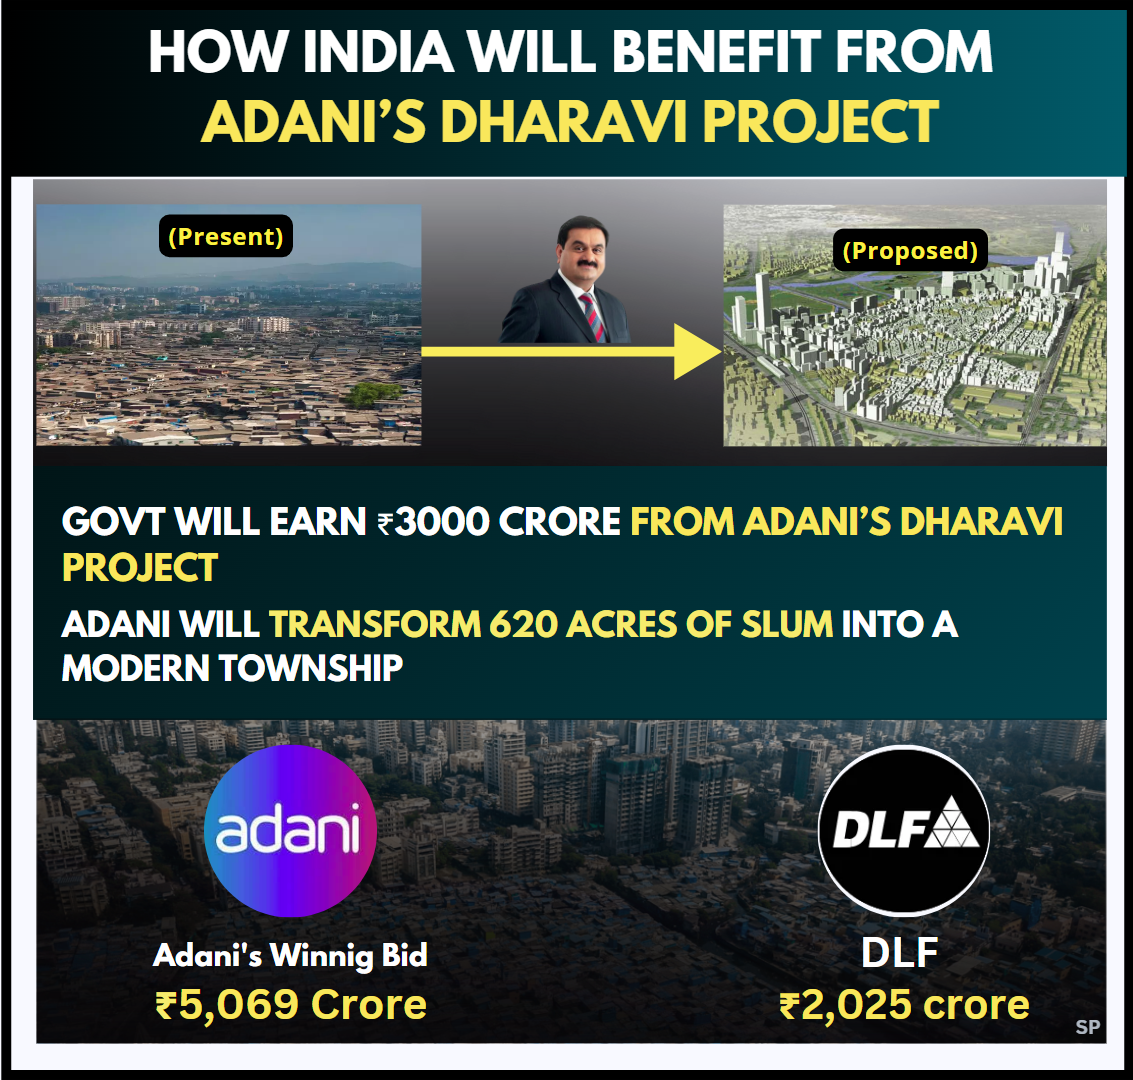 HOW INDIA WILL BENEFIT FROM
ADANI’S DHARAVI PROJECT
(Present)
(Proposed)
GOVT WILL EARN ₹3000 CRORE FROM ADANI’S DHARAVI
PROJECT
ADANI WILL TRANSFORM 620 ACRES OF SLUM INTO A
MODERN TOWNSHIP
adani
DLF
Adani's Winnig Bid
DLF
₹5,069 Crore
₹2,025 crore
SP